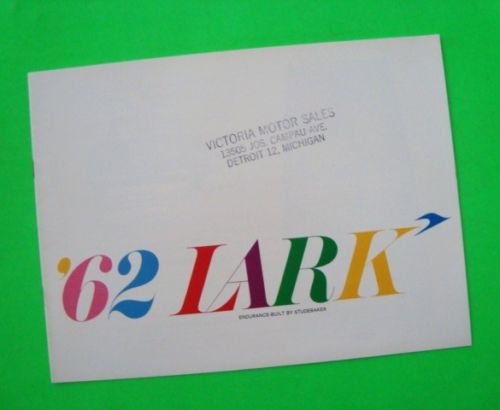 VICTORIA MOTOR SALES
13505 JOS. CAMPAU AVE.
DETROIT 12, MICHIGAN
'62 LARK
ENDURANCE-BUILT BY STUDEBAKER